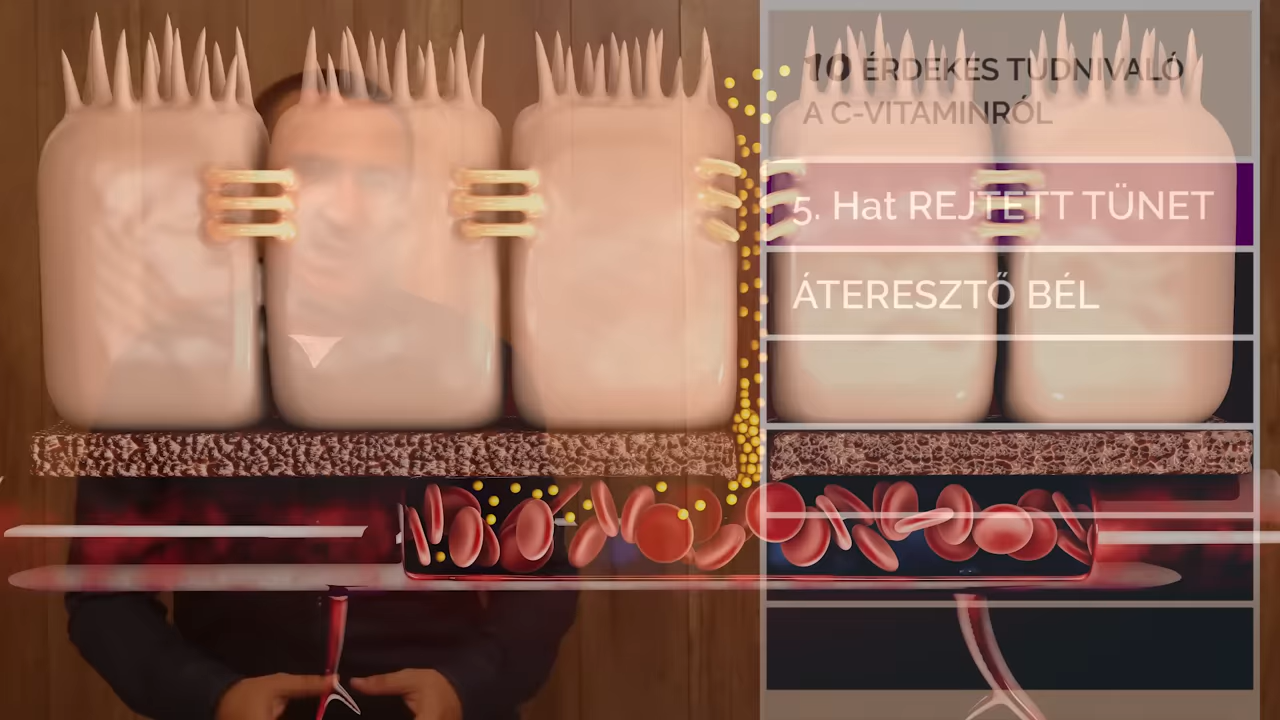 10 ÉRDEKES TUDNIVALÓ
A C-VITAMINRÓL
5. Hat REJTETT TÜNET
ÁTERESZTŐ BÉL